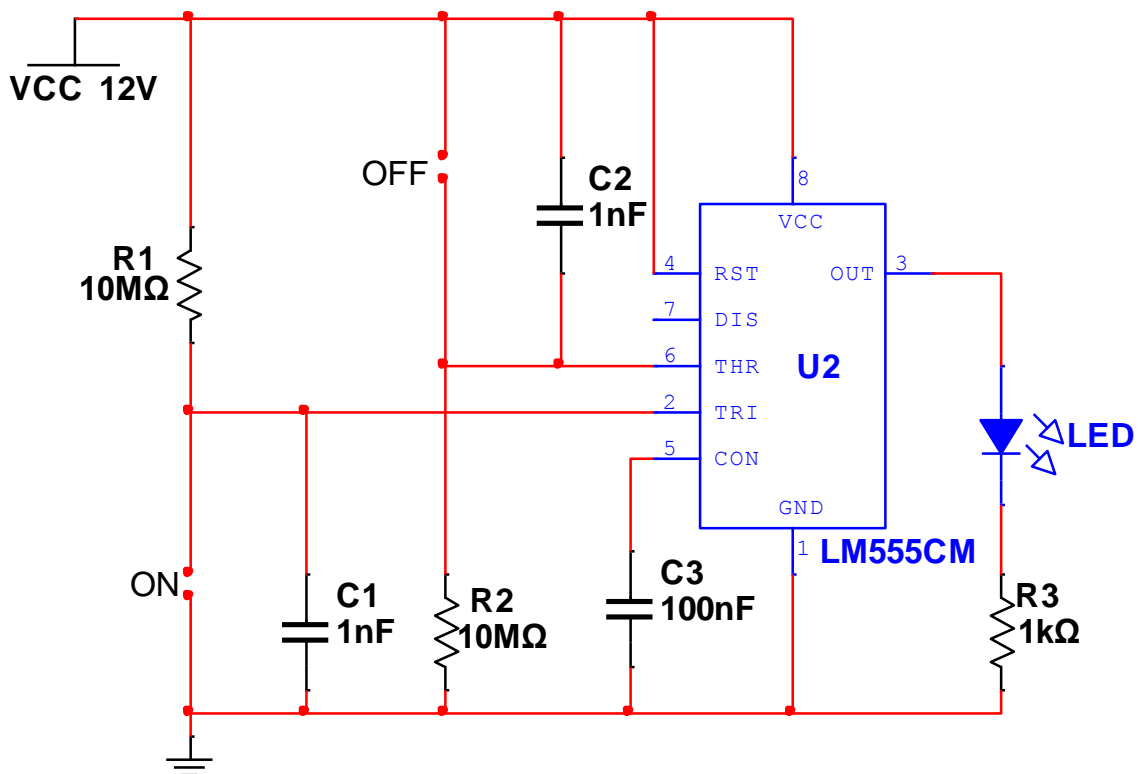 VCC 12V
OFF
C2
1nF
8
VCC
R1
10MΩ
4
RST
OUT
3
7
DIS
6
THR
U2
2
TRI
LED
5
CON
GND
1
LM555CM
ON
C1
1nF
R2
10MΩ
C3
100nF
R3
1kΩ